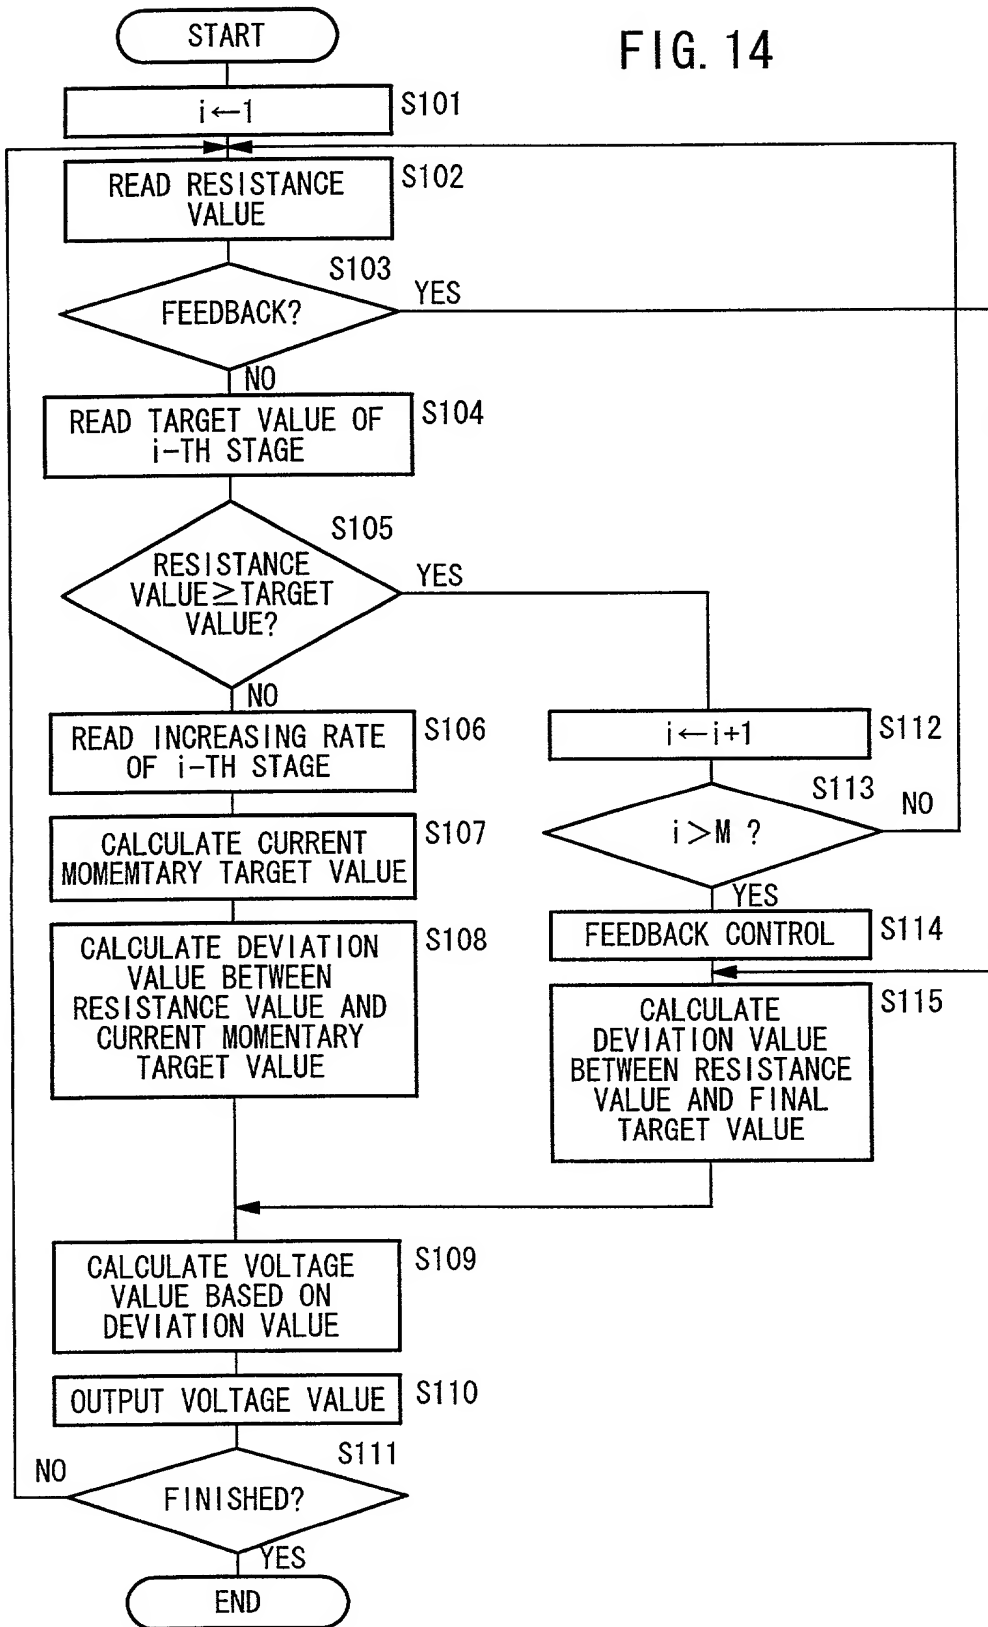 FIG. 14
START
i←1
S101
READ RESISTANCE
VALUE
S102
S103
FEEDBACK?
YES
NO
READ TARGET VALUE OF
i-TH STAGE
S104
S105
RESISTANCE
VALUE≥TARGET
VALUE?
YES
NO
READ INCREASING RATE
OF i-TH STAGE
S106
CALCULATE CURRENT
MOMEMTARY TARGET VALUE
S107
CALCULATE DEVIATION
VALUE BETWEEN
RESISTANCE VALUE AND
CURRENT MOMENTARY
TARGET VALUE
S108
i←i+1
S112
S113
i>M ?
NO
YES
FEEDBACK CONTROL
S114
CALCULATE
DEVIATION VALUE
BETWEEN RESISTANCE
VALUE AND FINAL
TARGET VALUE
S115
CALCULATE VOLTAGE
VALUE BASED ON
DEVIATION VALUE
S109
OUTPUT VOLTAGE VALUE
S110
S111
NO
FINISHED?
YES
END